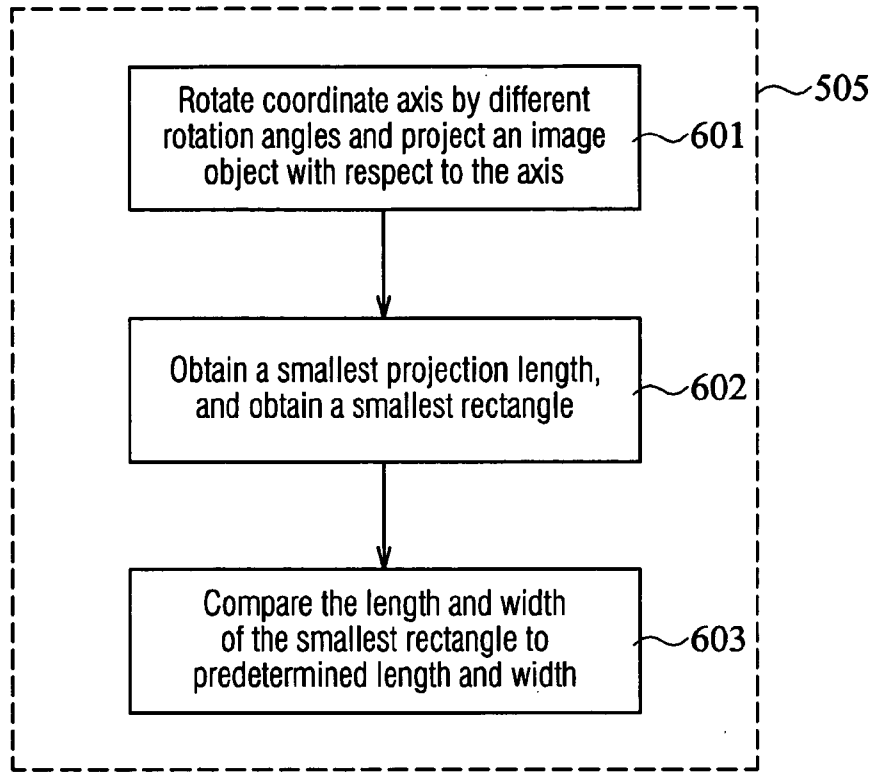 505
Rotate coordinate axis by different
rotation angles and project an image
object with respect to the axis
601
Obtain a smallest projection length,
and obtain a smallest rectangle
602
Compare the length and width
of the smallest rectangle to
predetermined length and width
603